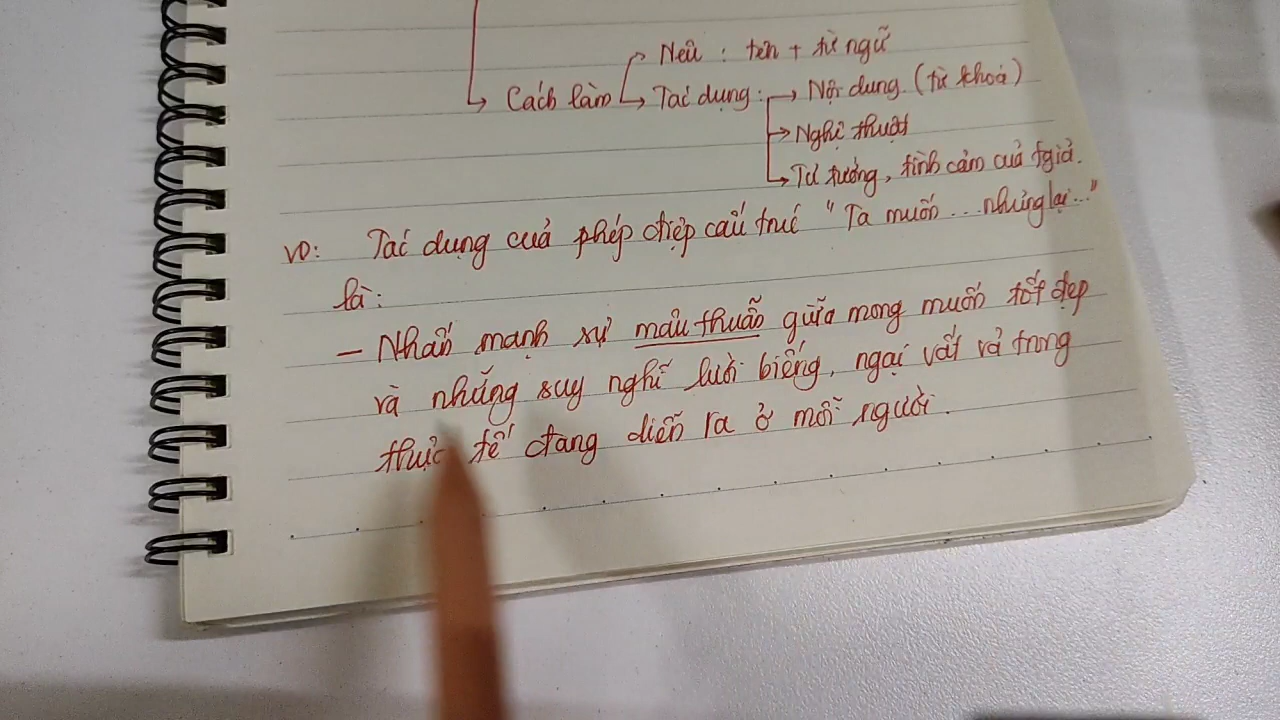 Nêu : tên + từ ngữ
Cách làm Tác dụng : Nội dung (từ khoá)
Nghệ thuật
Tư tưởng, tình cảm của tgiả.
VD: Tác dụng của phép điệp cấu trúc "Ta muốn ... nhưng lại ..."
là:
- Nhấn mạnh sự mâu thuẫn giữa mong muốn tốt đẹp
và những suy nghĩ lười biếng, ngại vất vả trong
thực tế đang diễn ra ở mỗi người.